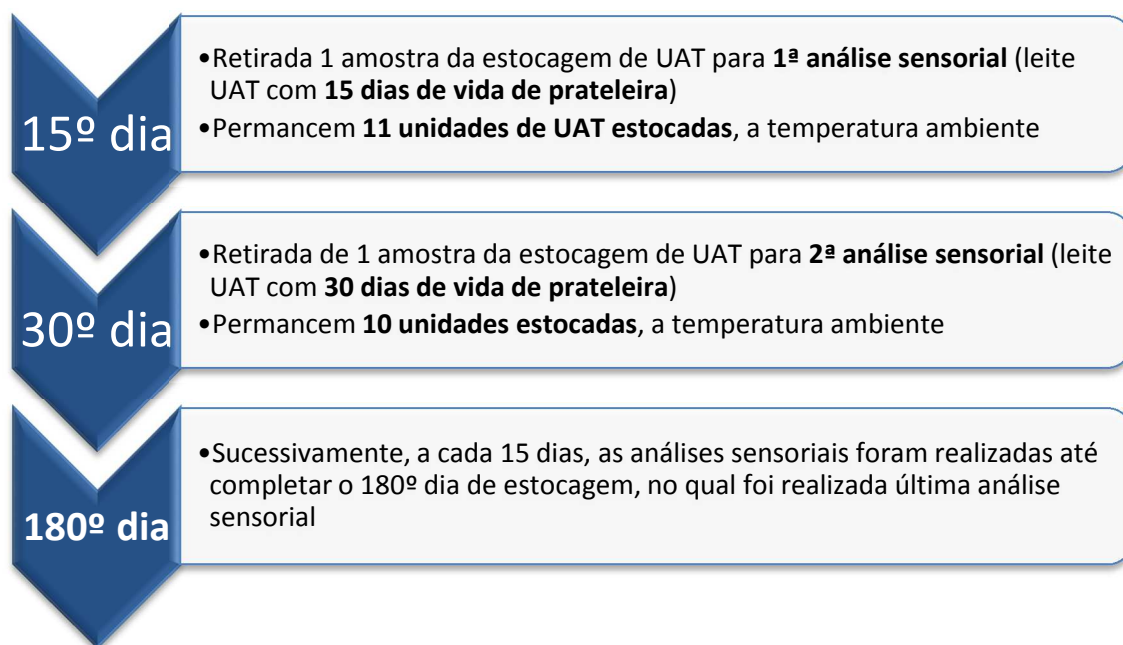 15º dia
•Retirada 1 amostra da estocagem de UAT para 1ª análise sensorial (leite
UAT com 15 dias de vida de prateleira)
•Permancem 11 unidades de UAT estocadas, a temperatura ambiente
30º dia
•Retirada de 1 amostra da estocagem de UAT para 2ª análise sensorial (leite
UAT com 30 dias de vida de prateleira)
•Permancem 10 unidades estocadas, a temperatura ambiente
180º dia
•Sucessivamente, a cada 15 dias, as análises sensoriais foram realizadas até
completar o 180º dia de estocagem, no qual foi realizada última análise
sensorial